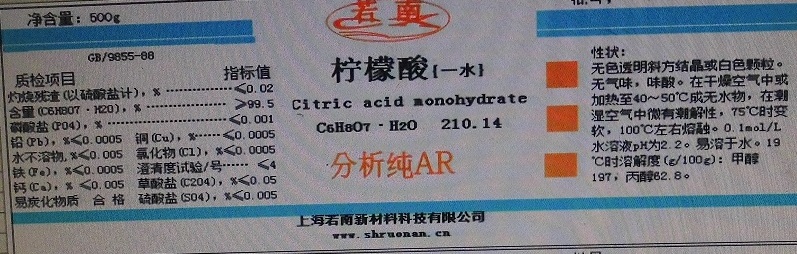 净含量：500g
GB/9855-88
质检项目 指标值
灼烧残渣(以硫酸盐计)，% ≤0.02
含量(C6H8O7·H2O)，% ≥99.5
磷酸盐(PO4)，% ≤0.001
铅(Pb)，%≤0.0005 铜(Cu)，%≤0.0005
水不溶物，%≤0.005 氯化物(Cl)，%≤0.0005
铁(Fe)，%≤0.0005 澄清度试验/号 ≤4
钙(Ca)，%≤0.005 草酸盐(C2O4)，%≤0.05
易炭化物质 合格 硫酸盐(SO4)，%≤0.005
若南
柠檬酸{一水}
Citric acid monohydrate
C6H8O7·H2O 210.14
分析纯AR
性状：
无色透明斜方结晶或白色颗粒。
无气味，味酸。在干燥空气中或
加热至40~50℃成无水物，在潮
湿空气中微有潮解性，75℃时变
软，100℃左右熔融。0.1mol/L
水溶液pH为2.2。易溶于水。19
℃时溶解度(g/100g)：甲醇
197，丙醇62.8。
上海若南新材料科技有限公司
www.shruonan.cn